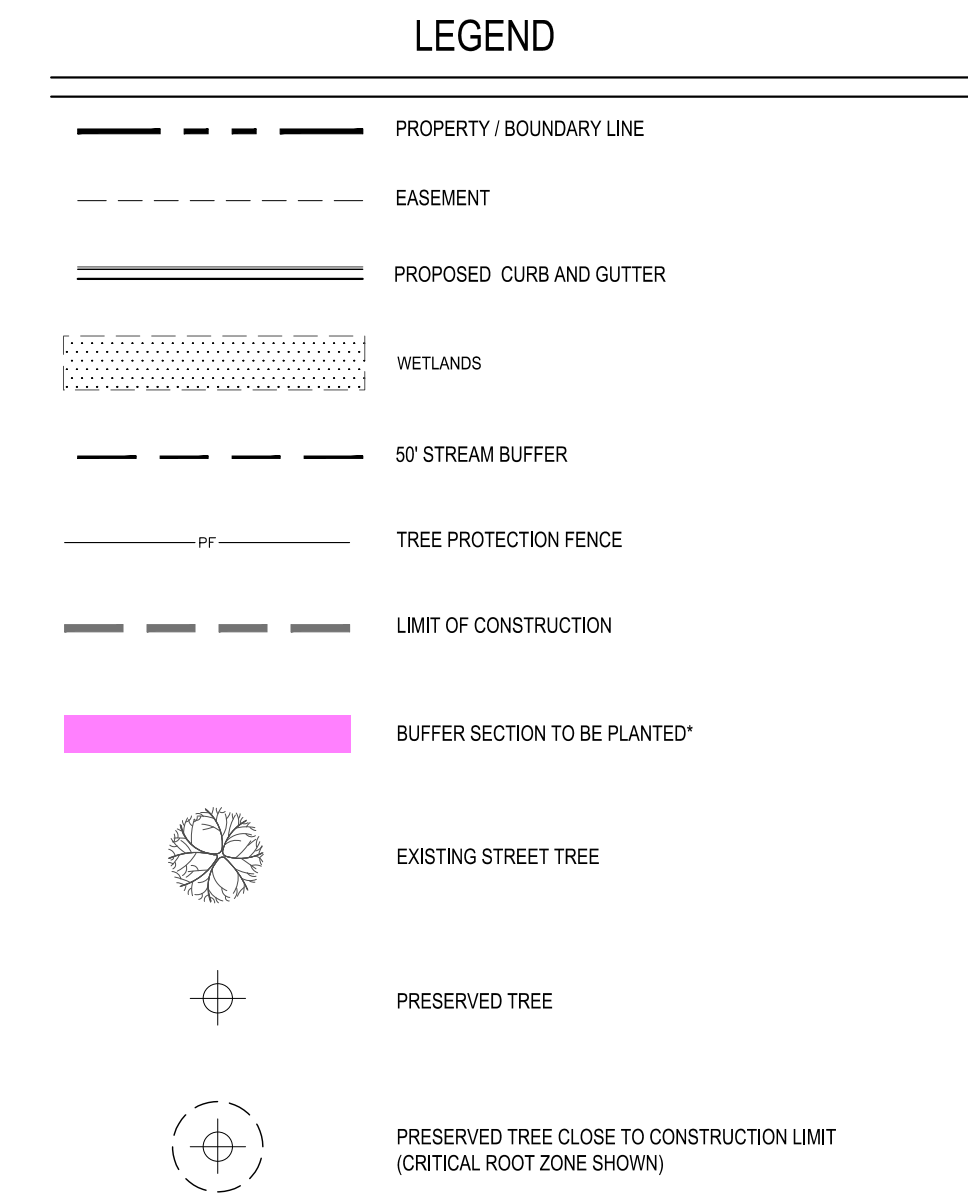 LEGEND
PROPERTY / BOUNDARY LINE
EASEMENT
PROPOSED CURB AND GUTTER
WETLANDS
50' STREAM BUFFER
PF
TREE PROTECTION FENCE
LIMIT OF CONSTRUCTION
BUFFER SECTION TO BE PLANTED*
EXISTING STREET TREE
PRESERVED TREE
PRESERVED TREE CLOSE TO CONSTRUCTION LIMIT
(CRITICAL ROOT ZONE SHOWN)